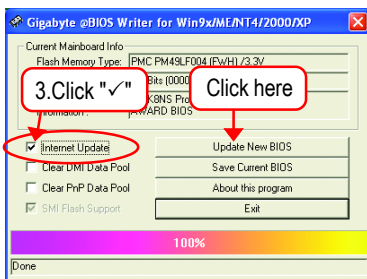 Gigabyte @BIOS Writer for Win9x/ME/NT4/2000/XP
Current Mainboard Info
Flash Memory Type: PMC PM49LF004 (FWH) /3.3V
Bits (0000
3.Click "✓"
Click here
K8NS Pro
AWARD BIOS
Internet Update
Update New BIOS
Clear DMI Data Pool
Save Current BIOS
Clear PnP Data Pool
About this program
SMI Flash Support
Exit
100%
Done